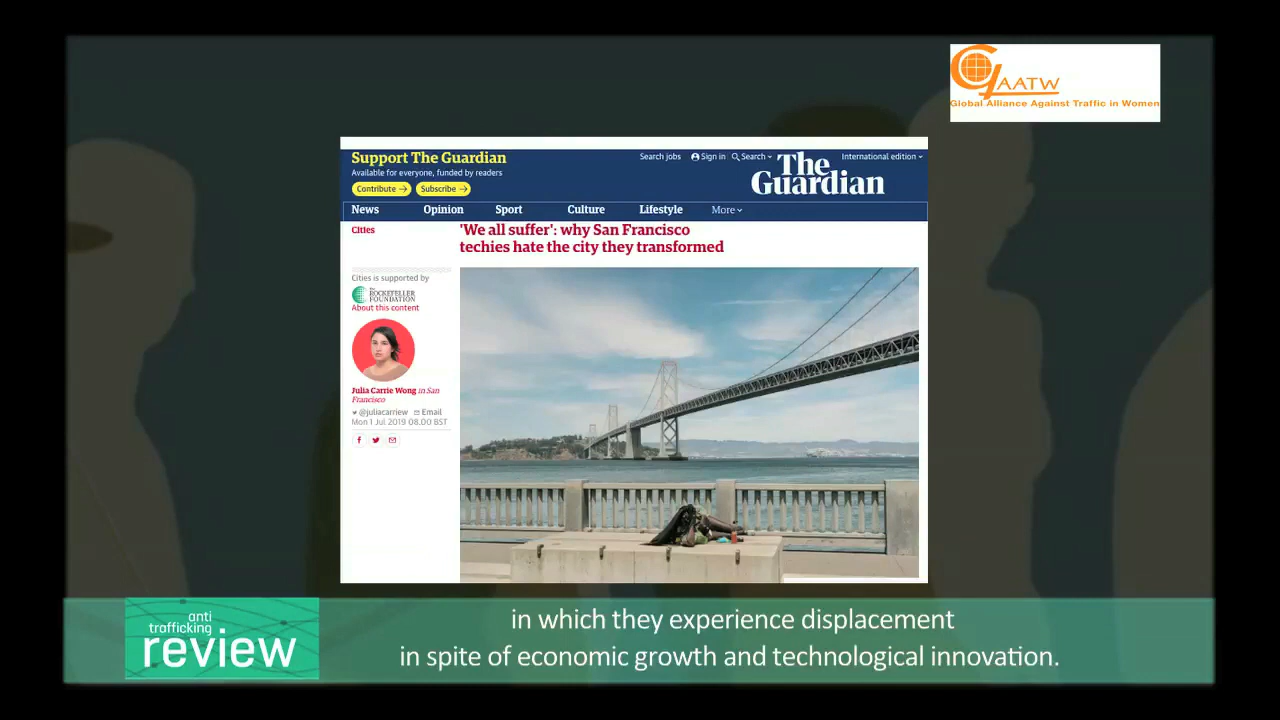 GAATW
Global Alliance Against Traffic in Women
Support The Guardian
Available for everyone, funded by readers
Contribute →
Subscribe →
Search jobs
Sign in
Search
The
Guardian
International edition
News
Opinion
Sport
Culture
Lifestyle
More
Cities
'We all suffer': why San Francisco
techies hate the city they transformed
Cities is supported by
The
ROCKEFELLER
FOUNDATION
About this content
Julia Carrie Wong in San
Francisco
@juliacarriew
Email
Mon 1 Jul 2019 08.00 BST
anti
trafficking
review
in which they experience displacement
in spite of economic growth and technological innovation.